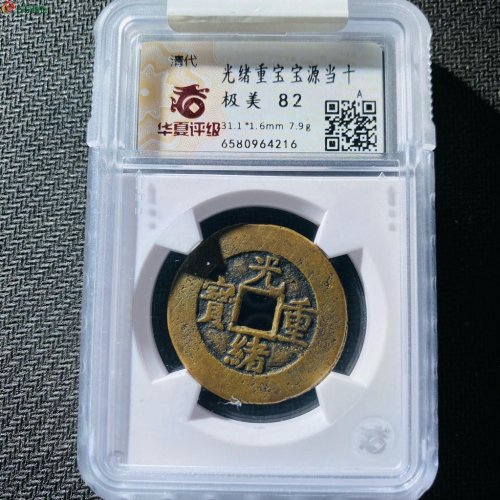 清代
光绪重宝宝源当十
极美 82
A
华夏评级
31.1*1.6mm 7.9g
6580964216
光
寶 重
緒